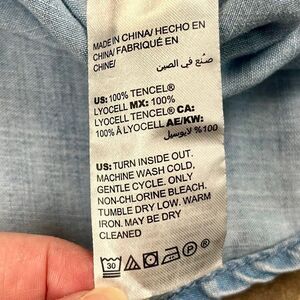 MADE IN CHINA/ HECHO EN
CHINA/ FABRIQUÉ EN
CHINE/
صنع في الصين
US: 100% TENCEL®
LYOCELL MX: 100%
LYOCELL TENCEL® CA:
100% Â LYOCELL AE/KW:
%100 لايوسيل
US: TURN INSIDE OUT.
MACHINE WASH COLD,
GENTLE CYCLE. ONLY
NON-CHLORINE BLEACH.
TUMBLE DRY LOW. WARM
IRON. MAY BE DRY
CLEANED
30
P